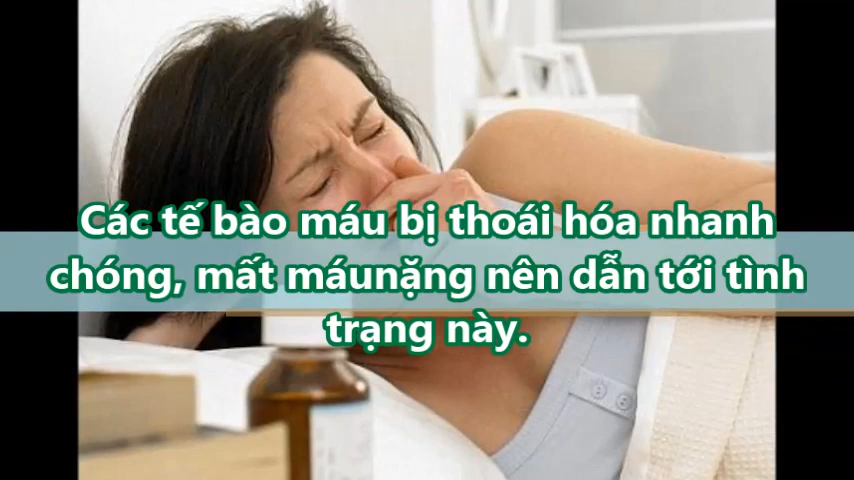 Các tế bào máu bị thoái hóa nhanh
chóng, mất máunặng nên dẫn tới tình
trạng này.